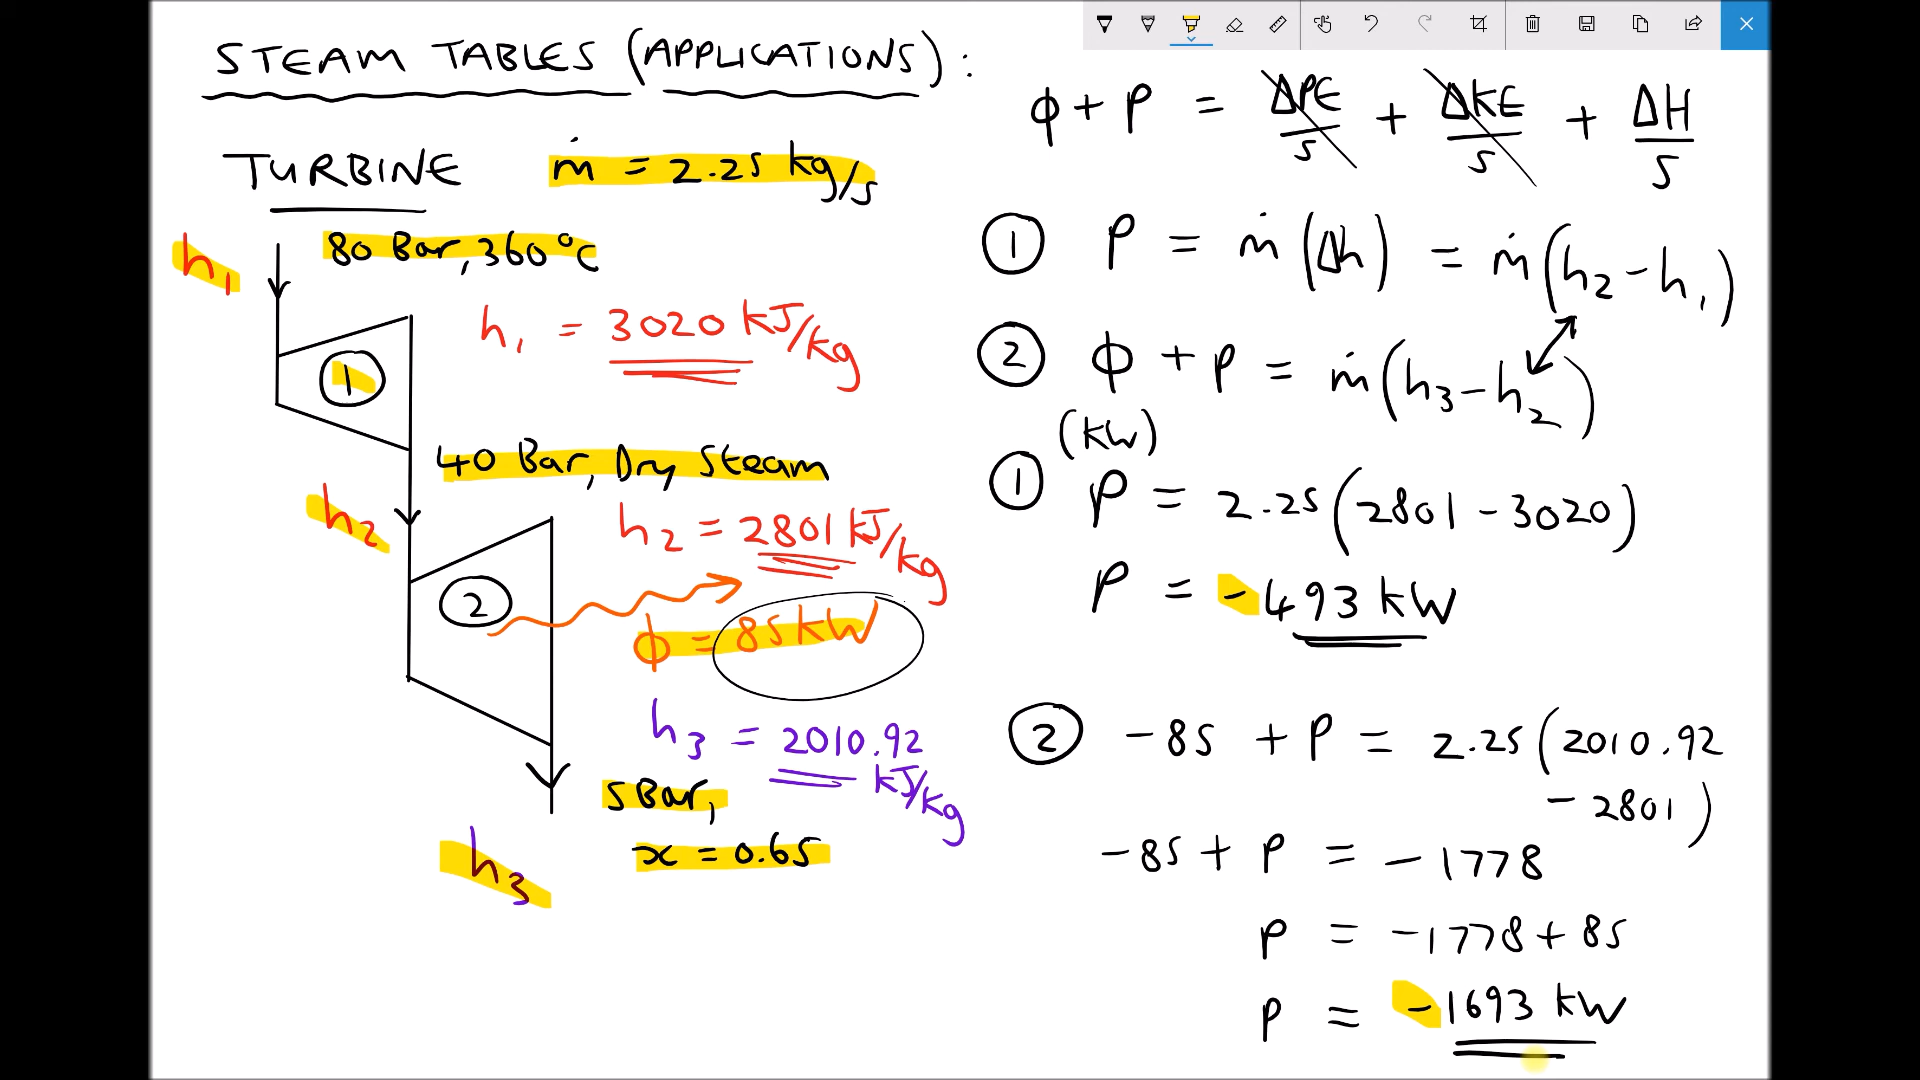 STEAM TABLES (APPLICATIONS):
TURBINE ṁ = 2.25 kg/s
h₁ 80 Bar, 360°C
h₁ = 3020 kJ/kg
①
40 Bar, Dry Steam
h₂ h₂ = 2801 kJ/kg
②
ϕ = 85 kW
h₃ = 2010.92 kJ/kg
5 Bar,
x = 0.65
h₃
ϕ + P = ΔPE/s + ΔKE/s + ΔH/s
① P = ṁ(Δh) = ṁ(h₂ - h₁)
② ϕ + P = ṁ(h₃ - h₂)
(kW)
① P = 2.25(2801 - 3020)
P = -493 kW
② -85 + P = 2.25(2010.92
- 2801)
-85 + P = -1778
P = -1778 + 85
P = -1693 kW